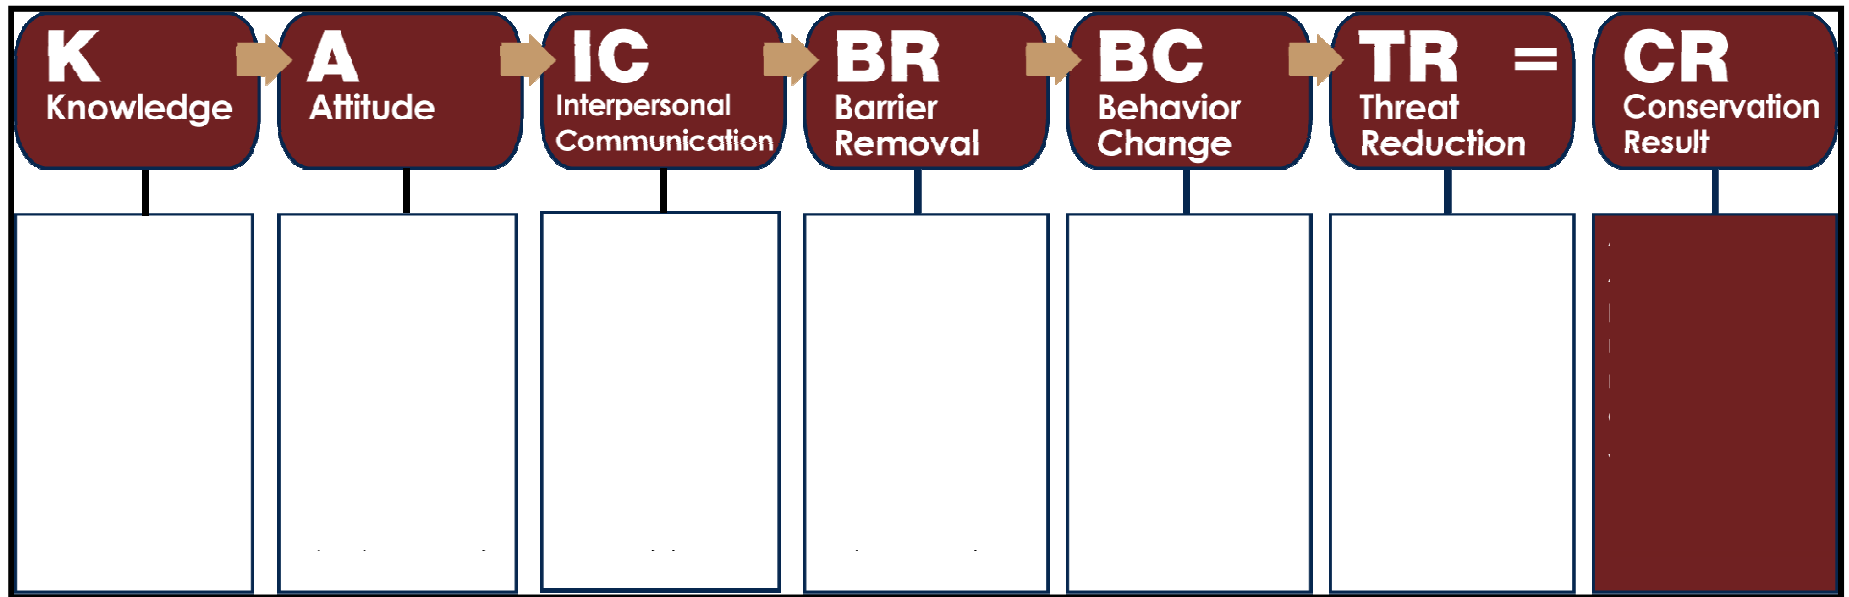 K
Knowledge
A
Attitude
IC
Interpersonal
Communication
BR
Barrier
Removal
BC
Behavior
Change
TR =
Threat
Reduction
CR
Conservation
Result